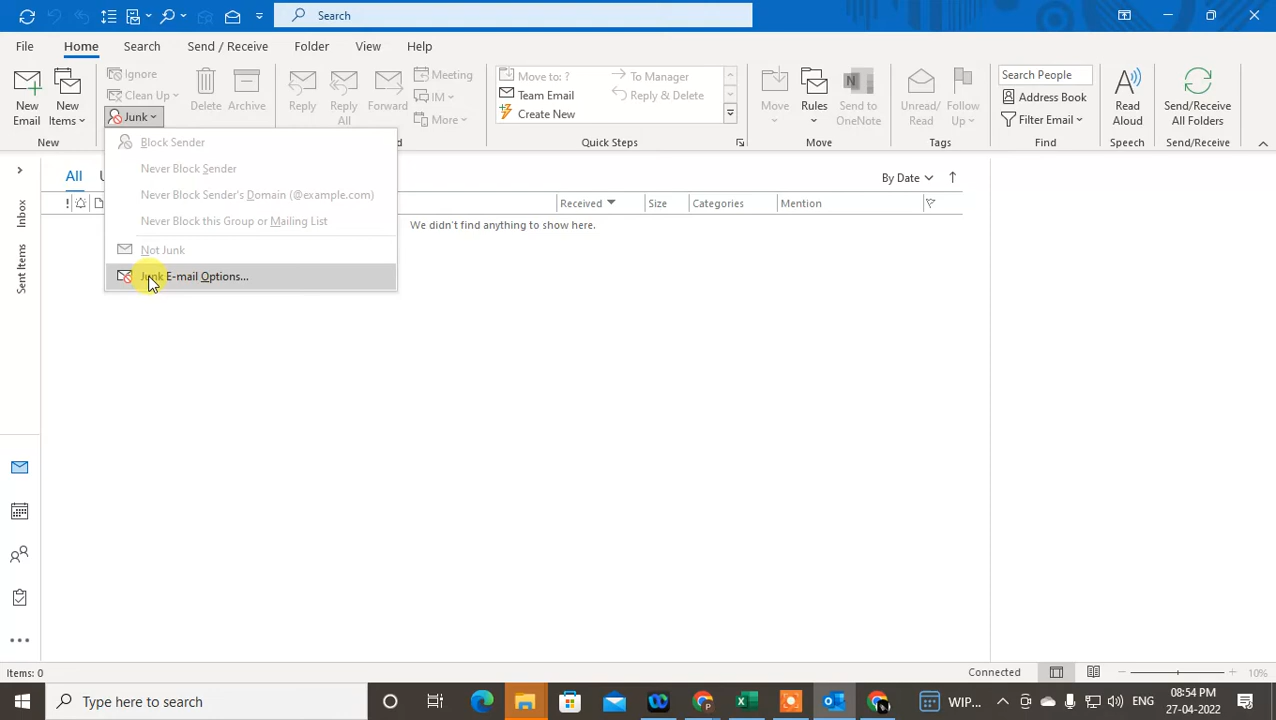 Search
File
Home
Search
Send / Receive
Folder
View
Help
New
Email
New
Items
New
Ignore
Clean Up
Junk
Delete
Archive
Reply
Reply
All
Forward
Meeting
IM
More
Move to: ?
Team Email
Create New
To Manager
Reply & Delete
Quick Steps
Move
Rules
Send to
OneNote
Move
Unread/
Read
Follow
Up
Tags
Search People
Address Book
Filter Email
Find
Read
Aloud
Speech
Send/Receive
All Folders
Send/Receive
Block Sender
Never Block Sender
Never Block Sender's Domain (@example.com)
Never Block this Group or Mailing List
Not Junk
Junk E-mail Options...
Inbox
Sent Items
All
By Date
Received
Size
Categories
Mention
We didn't find anything to show here.
Items: 0
Connected
10%
Type here to search
WIP...
ENG
08:54 PM
27-04-2022